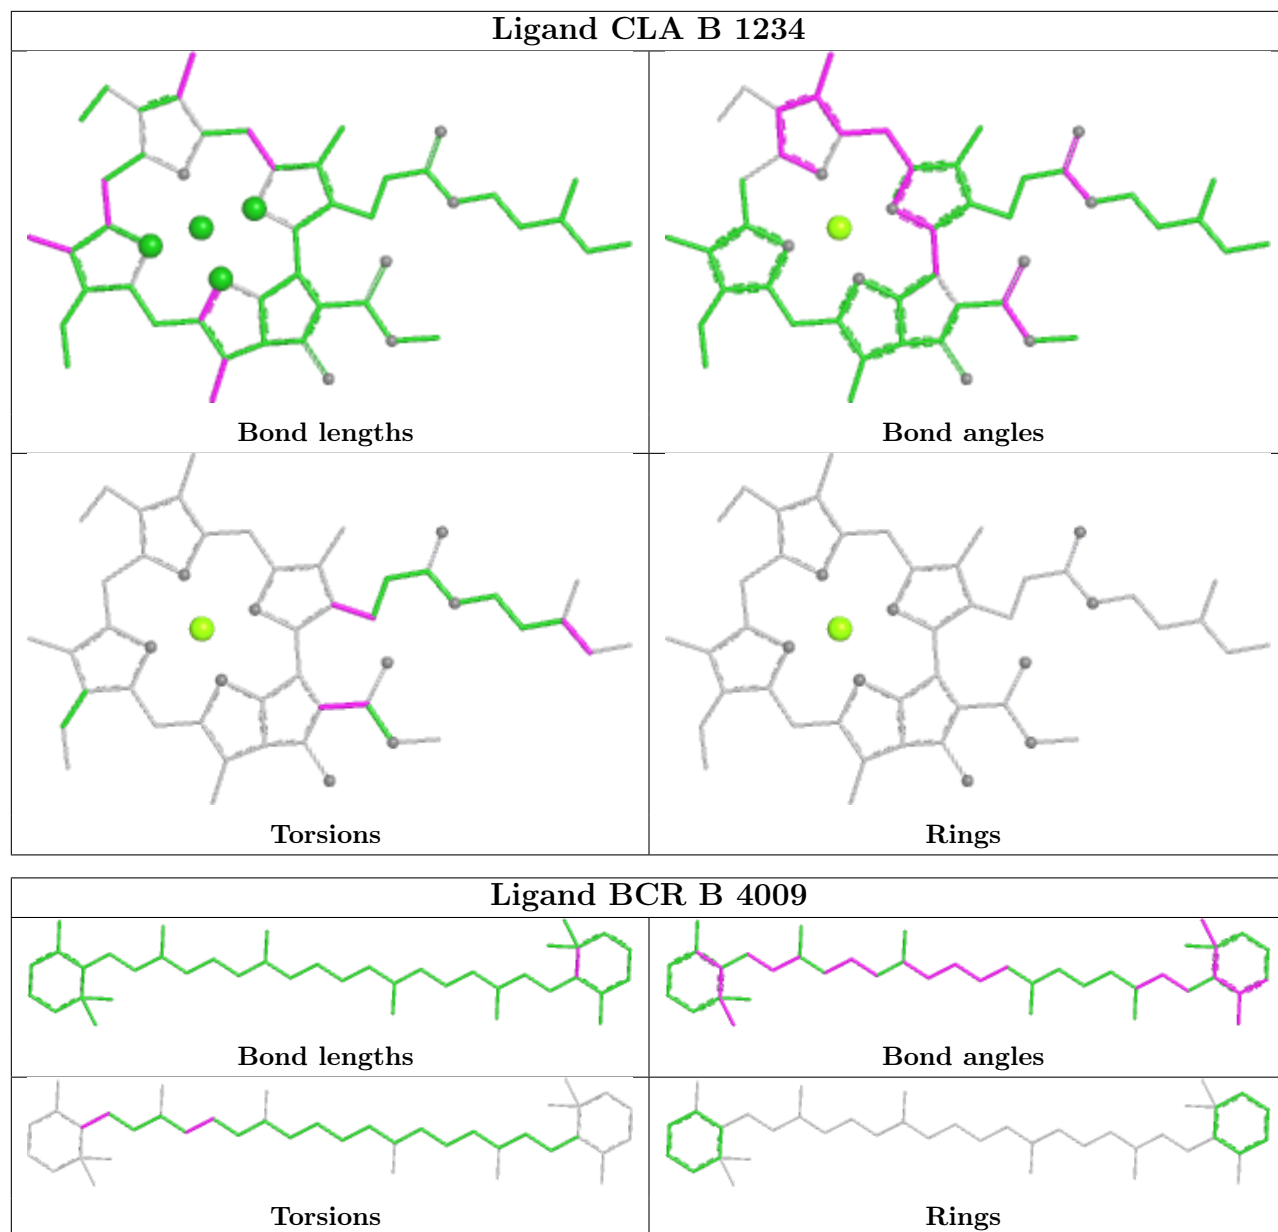 Ligand CLA B 1234
Bond lengths
Bond angles
Torsions
Rings
Ligand BCR B 4009
Bond lengths
Bond angles
Torsions
Rings